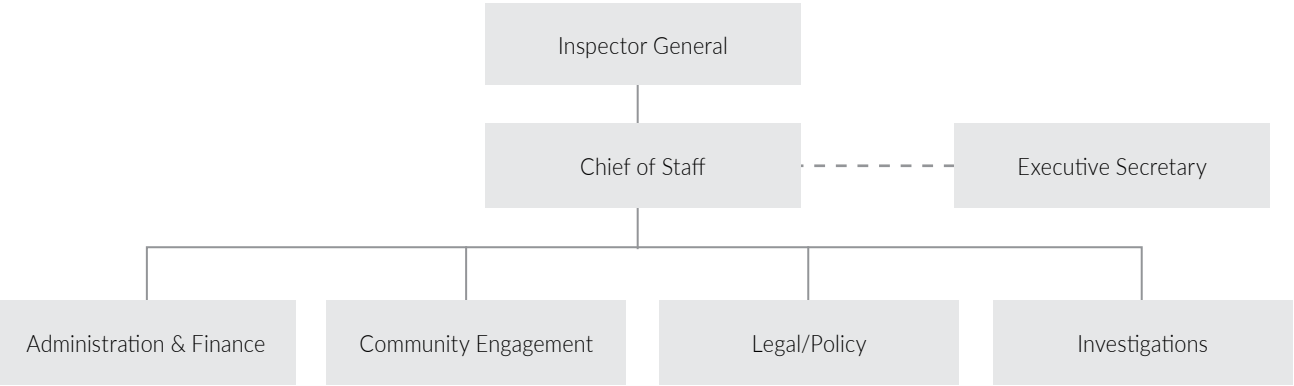 Inspector General
Chief of Staff
Executive Secretary
Administration & Finance
Community Engagement
Legal/Policy
Investigations